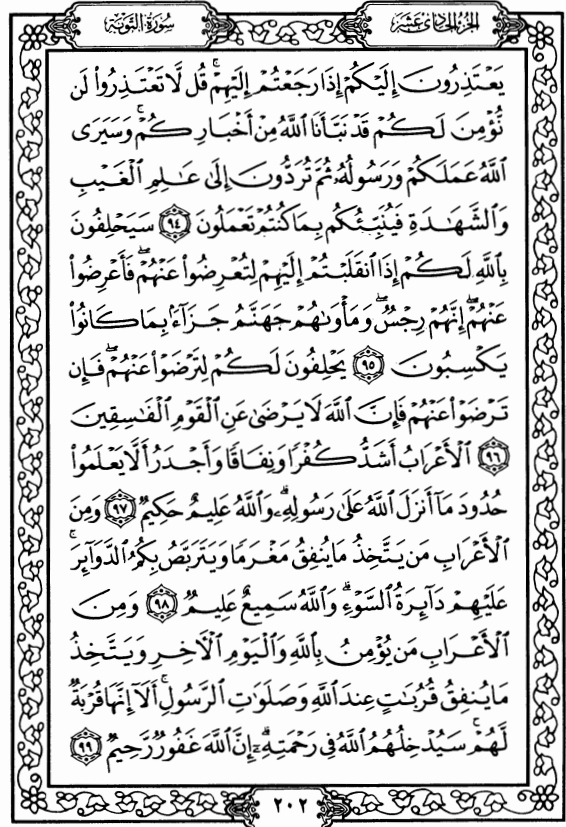 الجزء الحادي عشر
سورة التوبة
يَعْتَذِرُونَ إِلَيْكُمْ إِذَا رَجَعْتُمْ إِلَيْهِمْ ۚ قُل لَّا تَعْتَذِرُوا۟ لَن
نُّؤْمِنَ لَكُمْ قَدْ نَبَّأَنَا ٱللَّهُ مِنْ أَخْبَارِكُمْ ۚ وَسَيَرَى
ٱللَّهُ عَمَلَكُمْ وَرَسُولُهُۥ ثُمَّ تُرَدُّونَ إِلَىٰ عَـٰلِمِ ٱلْغَيْبِ
وَٱلشَّهَـٰدَةِ فَيُنَبِّئُكُم بِمَا كُنتُمْ تَعْمَلُونَ ٩٤ سَيَحْلِفُونَ
بِٱللَّهِ لَكُمْ إِذَا ٱنقَلَبْتُمْ إِلَيْهِمْ لِتُعْرِضُوا۟ عَنْهُمْ ۖ فَأَعْرِضُوا۟
عَنْهُمْ ۖ إِنَّهُمْ رِجْسٌ ۖ وَمَأْوَىٰهُمْ جَهَنَّمُ جَزَآءًۢ بِمَا كَانُوا۟
يَكْسِبُونَ ٩٥ يَحْلِفُونَ لَكُمْ لِتَرْضَوْا۟ عَنْهُمْ ۖ فَإِن
تَرْضَوْا۟ عَنْهُمْ فَإِنَّ ٱللَّهَ لَا يَرْضَىٰ عَنِ ٱلْقَوْمِ ٱلْفَـٰسِقِينَ
٩٦ ٱلْأَعْرَابُ أَشَدُّ كُفْرًا وَنِفَاقًا وَأَجْدَرُ أَلَّا يَعْلَمُوا۟
حُدُودَ مَآ أَنزَلَ ٱللَّهُ عَلَىٰ رَسُولِهِۦ ۗ وَٱللَّهُ عَلِيمٌ حَكِيمٌ ٩٧ وَمِنَ
ٱلْأَعْرَابِ مَن يَتَّخِذُ مَا يُنفِقُ مَغْرَمًا وَيَتَرَبَّصُ بِكُمُ ٱلدَّوَآئِرَ ۚ
عَلَيْهِمْ دَآئِرَةُ ٱلسَّوْءِ ۗ وَٱللَّهُ سَمِيعٌ عَلِيمٌ ٩٨ وَمِنَ
ٱلْأَعْرَابِ مَن يُؤْمِنُ بِٱللَّهِ وَٱلْيَوْمِ ٱلْـَٔاخِرِ وَيَتَّخِذُ
مَا يُنفِقُ قُرُبَـٰتٍ عِندَ ٱللَّهِ وَصَلَوَٰتِ ٱلرَّسُولِ ۚ أَلَآ إِنَّهَا قُرْبَةٌ
لَّهُمْ ۚ سَيُدْخِلُهُمُ ٱللَّهُ فِى رَحْمَتِهِۦٓ ۗ إِنَّ ٱللَّهَ غَفُورٌ رَّحِيمٌ ٩٩
٢٠٢